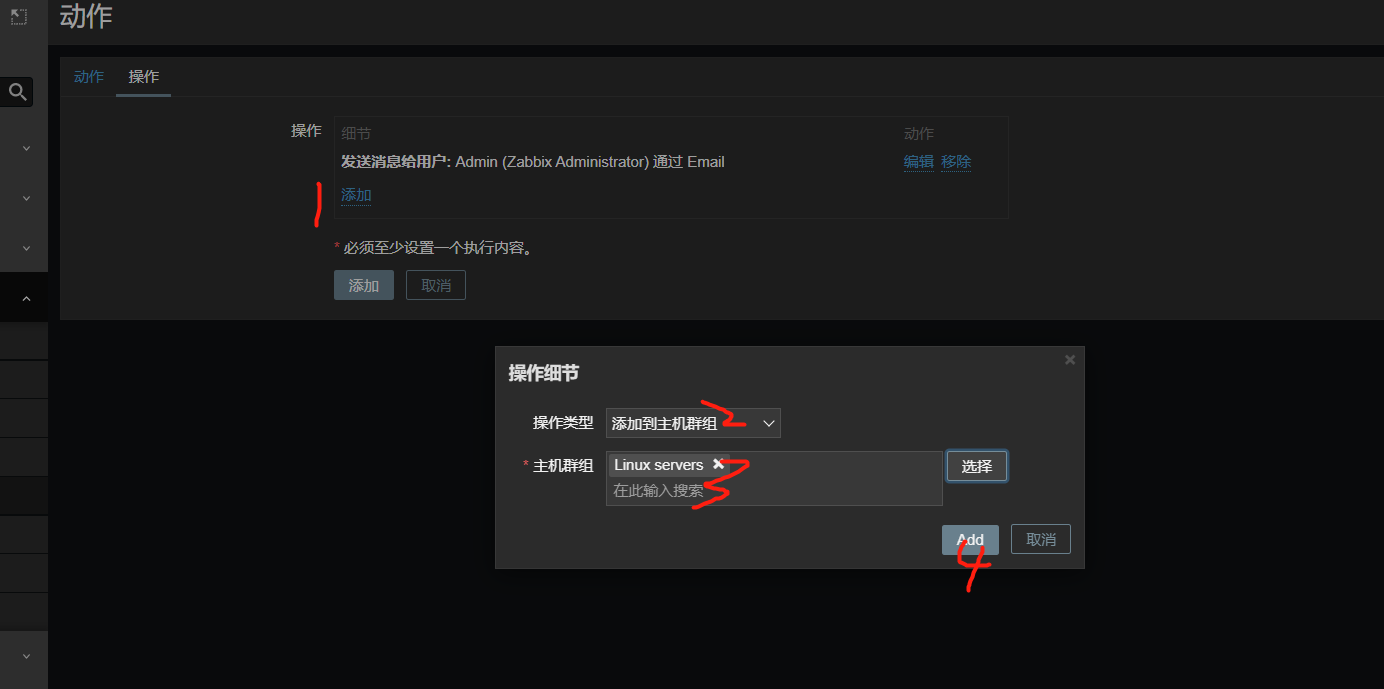 动作
动作 操作
操作 细节 动作
发送消息给用户: Admin (Zabbix Administrator) 通过 Email 编辑 移除
添加
1
* 必须至少设置一个执行内容。
添加 取消
操作细节
操作类型 添加到主机群组 2
* 主机群组 Linux servers 3 选择
在此输入搜索
Add 取消
4